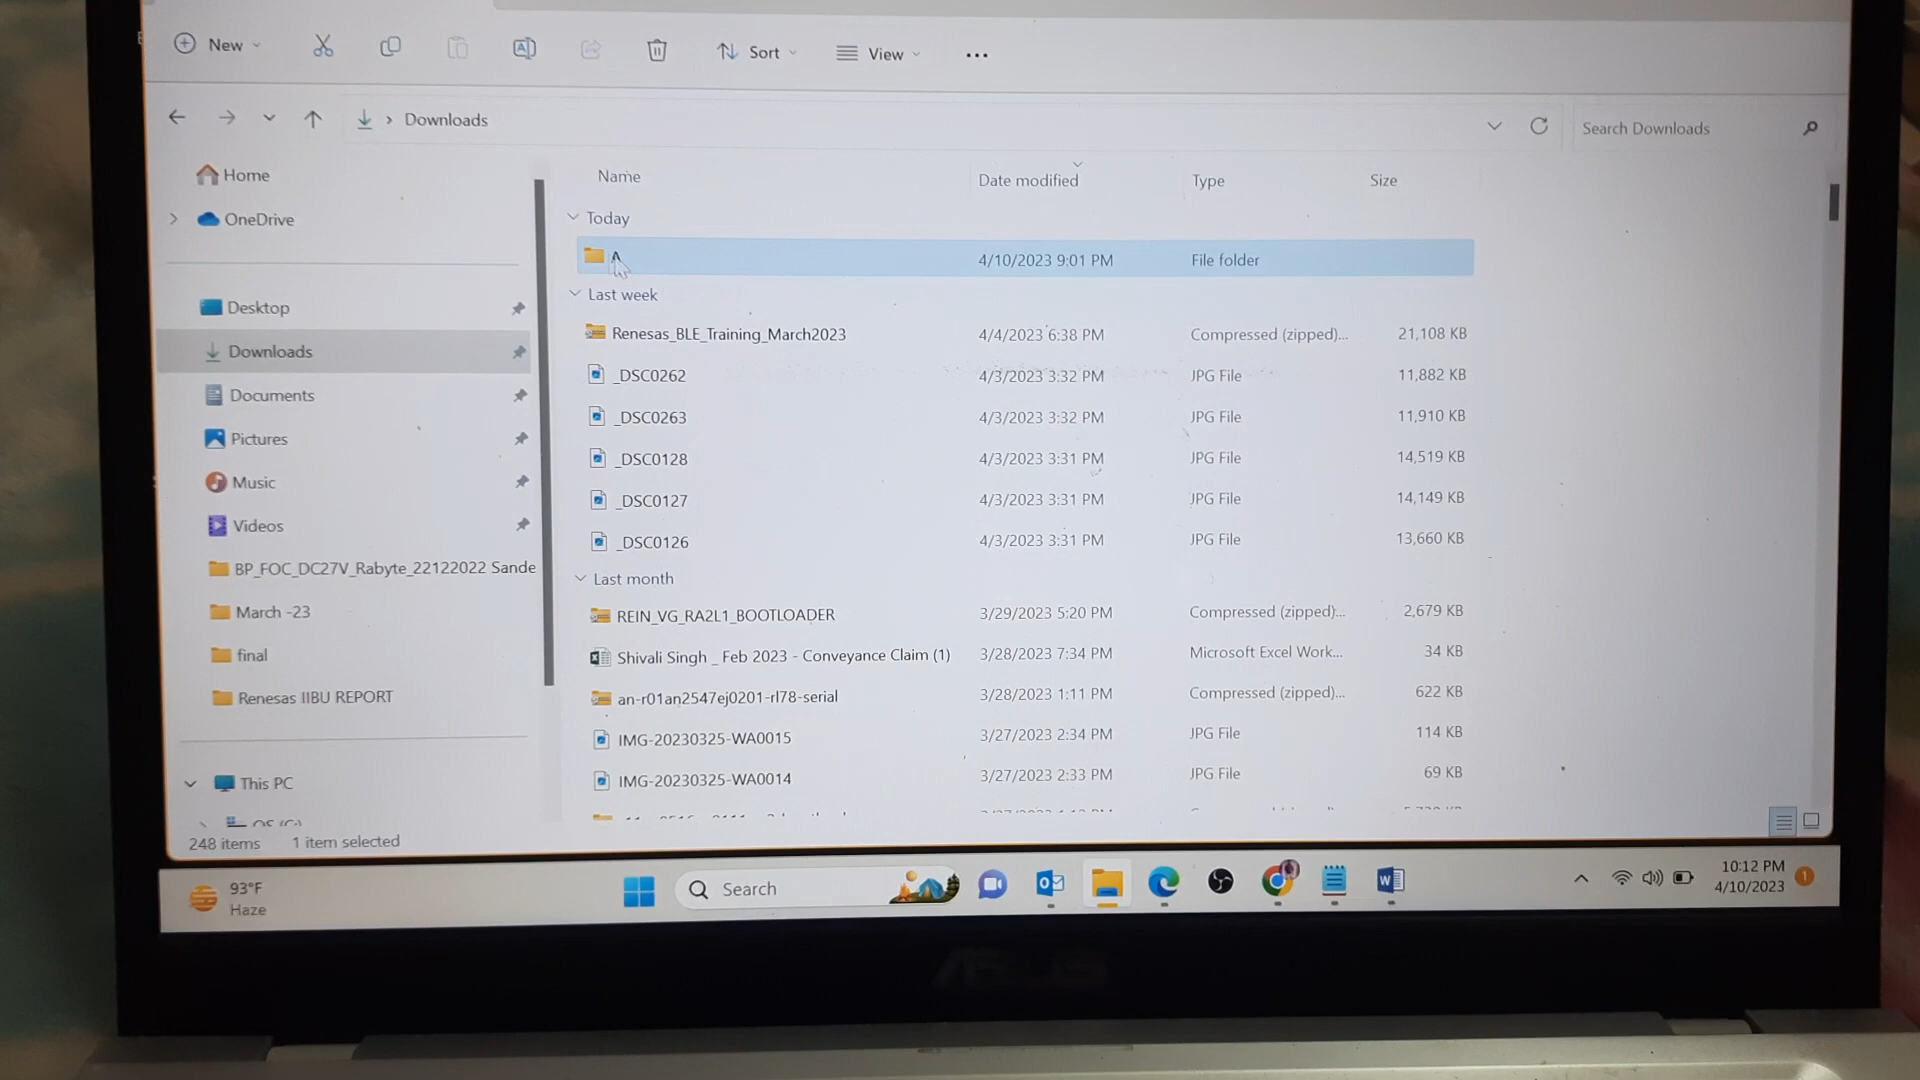 New
Sort
View
Downloads
Search Downloads
Home
OneDrive
Desktop
Downloads
Documents
Pictures
Music
Videos
BP_FOC_DC27V_Rabyte_22122022 Sande
March -23
final
Renesas IIBU REPORT
This PC
Name Date modified Type Size
Today
A 4/10/2023 9:01 PM File folder
Last week
Renesas_BLE_Training_March2023 4/4/2023 6:38 PM Compressed (zipped)... 21,108 KB
_DSC0262 4/3/2023 3:32 PM JPG File 11,882 KB
_DSC0263 4/3/2023 3:32 PM JPG File 11,910 KB
_DSC0128 4/3/2023 3:31 PM JPG File 14,519 KB
_DSC0127 4/3/2023 3:31 PM JPG File 14,149 KB
_DSC0126 4/3/2023 3:31 PM JPG File 13,660 KB
Last month
REIN_VG_RA2L1_BOOTLOADER 3/29/2023 5:20 PM Compressed (zipped)... 2,679 KB
Shivali Singh _ Feb 2023 - Conveyance Claim (1) 3/28/2023 7:34 PM Microsoft Excel Work... 34 KB
an-r01an2547ej0201-rl78-serial 3/28/2023 1:11 PM Compressed (zipped)... 622 KB
IMG-20230325-WA0015 3/27/2023 2:34 PM JPG File 114 KB
IMG-20230325-WA0014 3/27/2023 2:33 PM JPG File 69 KB
248 items 1 item selected
93°F
Haze
Search
10:12 PM
4/10/2023
1
ASUS